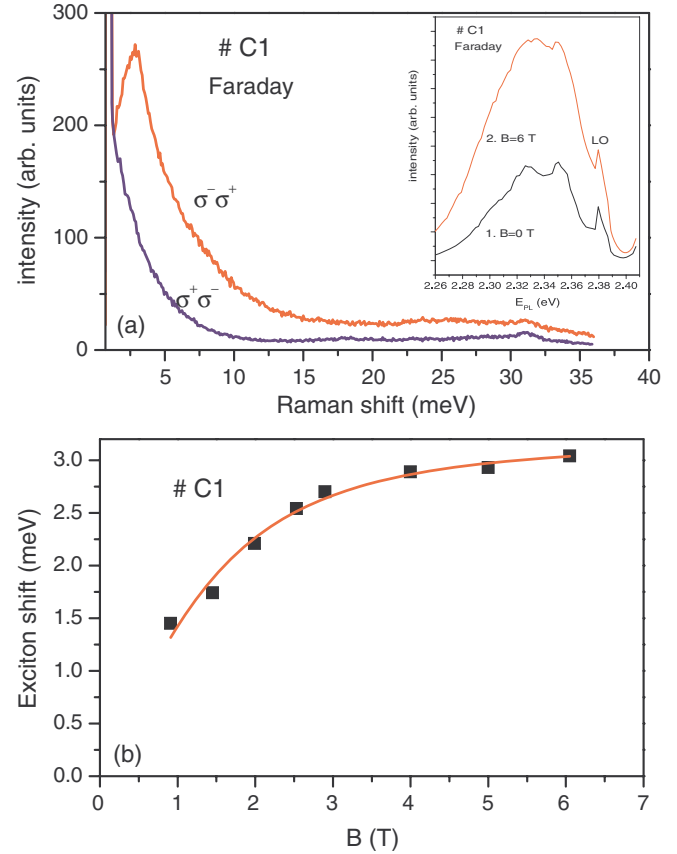 # C1
Faraday
σ⁻σ⁺
σ⁺σ⁻
(a)
intensity (arb. units)
300
250
200
150
100
50
0
5
10
15
20
25
30
35
40
Raman shift (meV)
# C1
Faraday
2. B=6 T
LO
1. B=0 T
intensity (arb. units)
2.26
2.28
2.30
2.32
2.34
2.36
2.38
2.40
E_PL (eV)
# C1
(b)
Exciton shift (meV)
3.0
2.5
2.0
1.5
1.0
0.5
0.0
0
1
2
3
4
5
6
7
B (T)